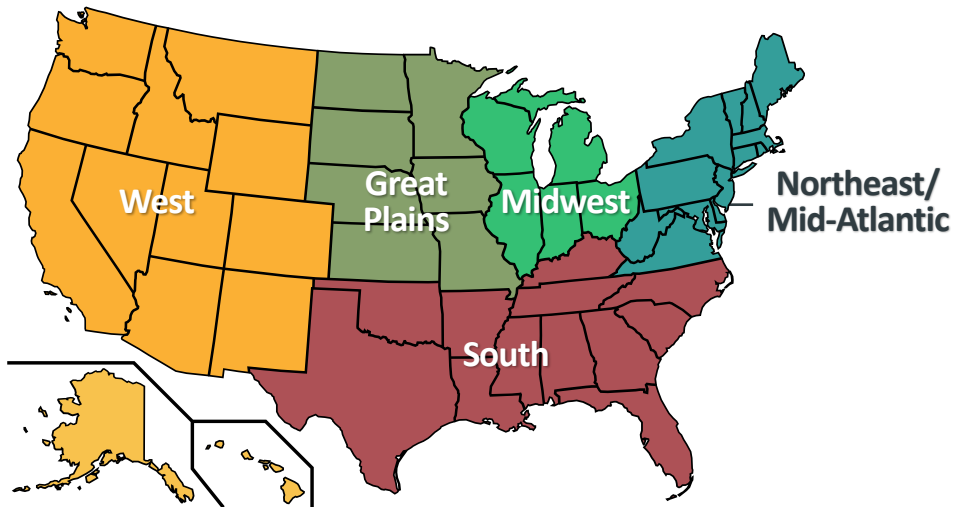 West
Great
Plains
Midwest
Northeast/
Mid-Atlantic
South